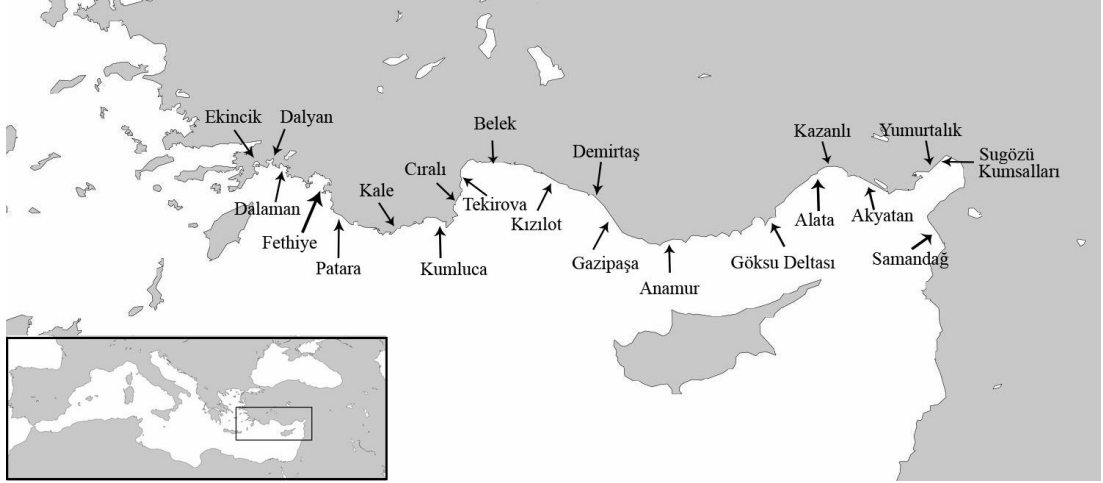 Ekincik
Dalyan
Dalaman
Fethiye
Patara
Kale
Kumluca
Cıralı
Tekirova
Belek
Kızılot
Demirtaş
Gazipaşa
Anamur
Göksu Deltası
Kazanlı
Alata
Akyatan
Yumurtalık
Sugözü
Kumsalları
Samandağ